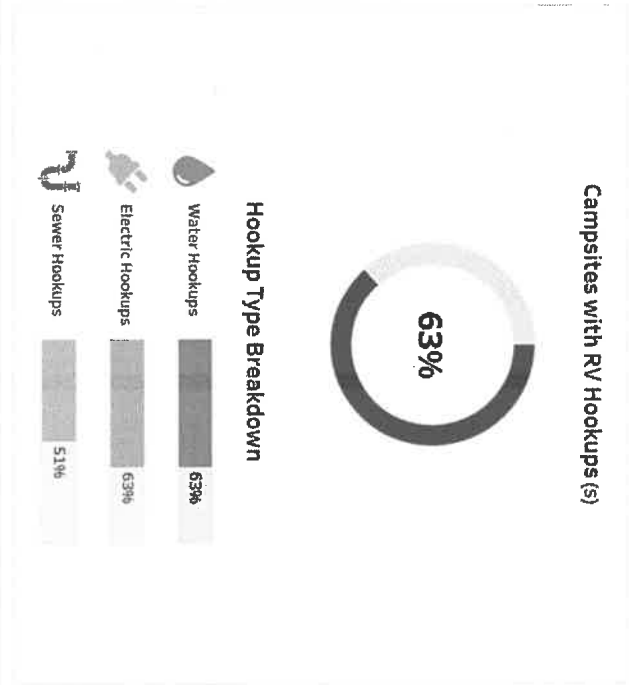 Campsites with RV Hookups (s)
63%
Hookup Type Breakdown
Water Hookups 63%
Electric Hookups 63%
Sewer Hookups 51%